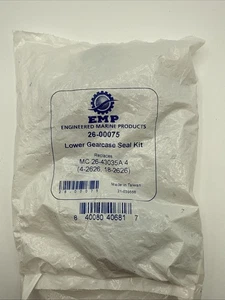 EMP
ENGINEERED MARINE PRODUCTS
26-00075
Lower Gearcase Seal Kit
Replaces
MC 26-43035A 4
(4-2626, 18-2626)
Made in Taiwan
6 40080 40681 7